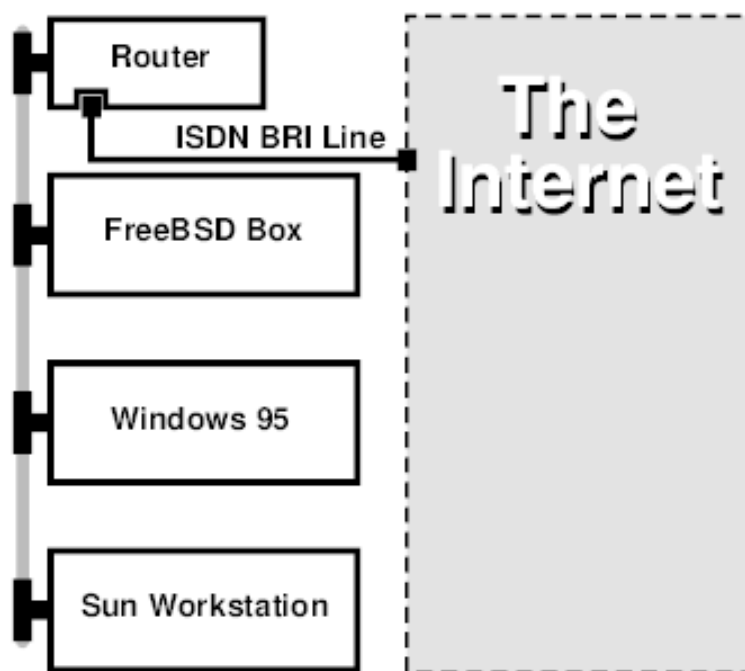 Router
ISDN BRI Line
The
Internet
FreeBSD Box
Windows 95
Sun Workstation